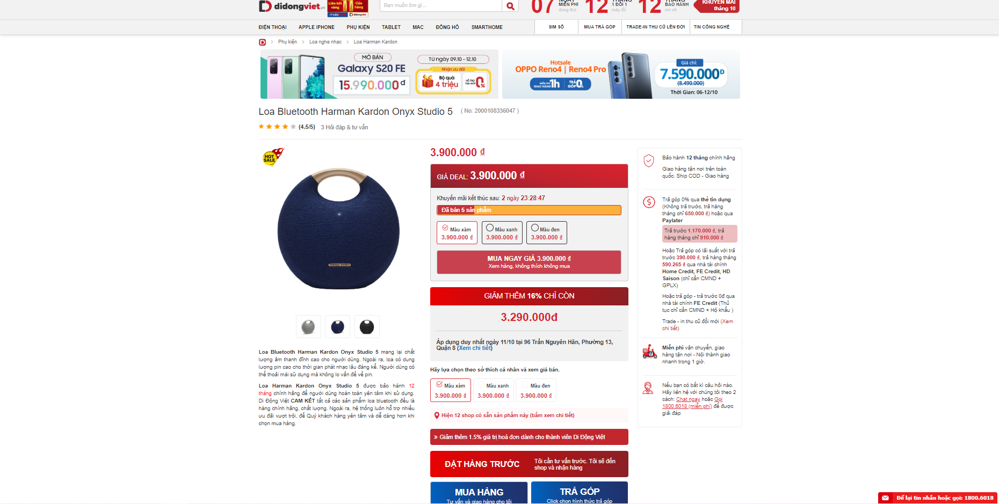 didongviet.vn
Liên kết vàng 11 Cửa hàng
mobi didongviet
Bạn muốn tìm gì...
07 NGÀY MIỄN PHÍ dùng thử
12 THÁNG 1 ĐỔI 1 máy lỗi
12 THÁNG BẢO HÀNH rơi vỡ
KHUYẾN MÃI tháng 10
ĐIỆN THOẠI APPLE IPHONE PHỤ KIỆN TABLET MAC ĐỒNG HỒ SMARTHOME
SIM SỐ MUA TRẢ GÓP TRADE-IN THU CŨ LÊN ĐỜI TIN CÔNG NGHỆ
Phụ kiện > Loa nghe nhạc > Loa Harman Kardon
MỞ BÁN
Galaxy S20 FE
15.990.000đ
Từ ngày 09.10 - 12.10
Nhận ưu đãi
Bộ quà 4 triệu
HỖ TRỢ TRẢ GÓP 0%
Hotsale
OPPO Reno4 | Reno4 Pro
MIỄN PHÍ GIAO HÀNG 1h TRẢ GÓP 0%
Giá chỉ:
7.590.000Đ
(8.490.000)
Thời Gian: 06-12/10
Loa Bluetooth Harman Kardon Onyx Studio 5 ( No: 2000108336047 )
(4.5/5) 3 Hỏi đáp & tư vấn
HOT SALE
harman/kardon
Loa Bluetooth Harman Kardon Onyx Studio 5 mang lại chất
lượng âm thanh đỉnh cao cho người dùng. Ngoài ra, loa có dung
lượng pin cao cho thời gian phát nhạc lâu đáng kể. Người dùng có
thể thoải mái sử dụng mà không lo vấn đề về pin.
Loa Harman Kardon Onyx Studio 5 được bảo hành 12
tháng chính hãng để người dùng hoàn toàn yên tâm khi sử dụng.
Di Động Việt CAM KẾT tất cả các sản phẩm loa bluetooth đều là
hàng chính hãng, chất lượng. Ngoài ra, hệ thống luôn hỗ trợ nhiều
ưu đãi vượt trội, để Quý khách hàng yên tâm và dễ dàng hơn khi
chọn mua hàng.
3.900.000 ₫
GIÁ DEAL: 3.900.000 ₫
Khuyến mãi kết thúc sau: 2 ngày 23:28:47
Đã bán 5 sản phẩm
Màu xám Màu xanh Màu đen
3.900.000 ₫ 3.900.000 ₫ 3.900.000 ₫
MUA NGAY GIÁ 3.900.000 ₫
Xem hàng, không thích không mua
GIẢM THÊM 16% CHỈ CÒN
3.290.000đ
Áp dụng duy nhất ngày 11/10 tại 96 Trần Nguyên Hãn, Phường 13,
Quận 8 (Xem chi tiết)
Hãy lựa chọn theo sở thích cá nhân và xem giá bán.
Màu xám Màu xanh Màu đen
3.900.000 ₫ 3.900.000 ₫ 3.900.000 ₫
Hiện 12 shop có sẵn sản phẩm này (bấm xem chi tiết)
» Giảm thêm 1.5% giá trị hoá đơn dành cho thành viên Di Động Việt
ĐẶT HÀNG TRƯỚC
Tôi cần tư vấn trước. Tôi sẽ đến
shop và nhận hàng
MUA HÀNG
Tư vấn và giao hàng cho tôi
TRẢ GÓP
Click chọn hình thức trả góp
Bảo hành 12 tháng chính hãng
Giao hàng tận nơi trên toàn
quốc. Ship COD - Giao hàng
Trả góp 0% qua thẻ tín dụng
(Không trả trước, trả hàng
tháng chỉ 650.000 ₫) hoặc qua
Paylater
Trả trước 1.170.000 ₫, trả
hàng tháng chỉ 910.000 ₫
Hoặc Trả góp có lãi suất với trả
trước 390.000 ₫, trả hàng tháng
590.265 ₫ qua nhà tài chính
Home Credit, FE Credit, HD
Saison (chỉ cần CMND +
GPLX)
Hoặc trả góp - trả trước 0đ qua
nhà tài chính FE Credit (Thủ
tục chỉ cần CMND + Hộ khẩu )
Trade - in thu cũ đổi mới (Xem
chi tiết)
Miễn phí vận chuyển, giao
hàng tận nơi - Nội thành giao
nhanh trong 1 giờ.
Nếu bạn có bất kì câu hỏi nào.
Hãy liên hệ với chúng tôi theo 2
cách: Chat ngay hoặc Gọi
1800.6018 (miễn phí) để được
giải đáp
Để lại tin nhắn hoặc gọi: 1800.6018